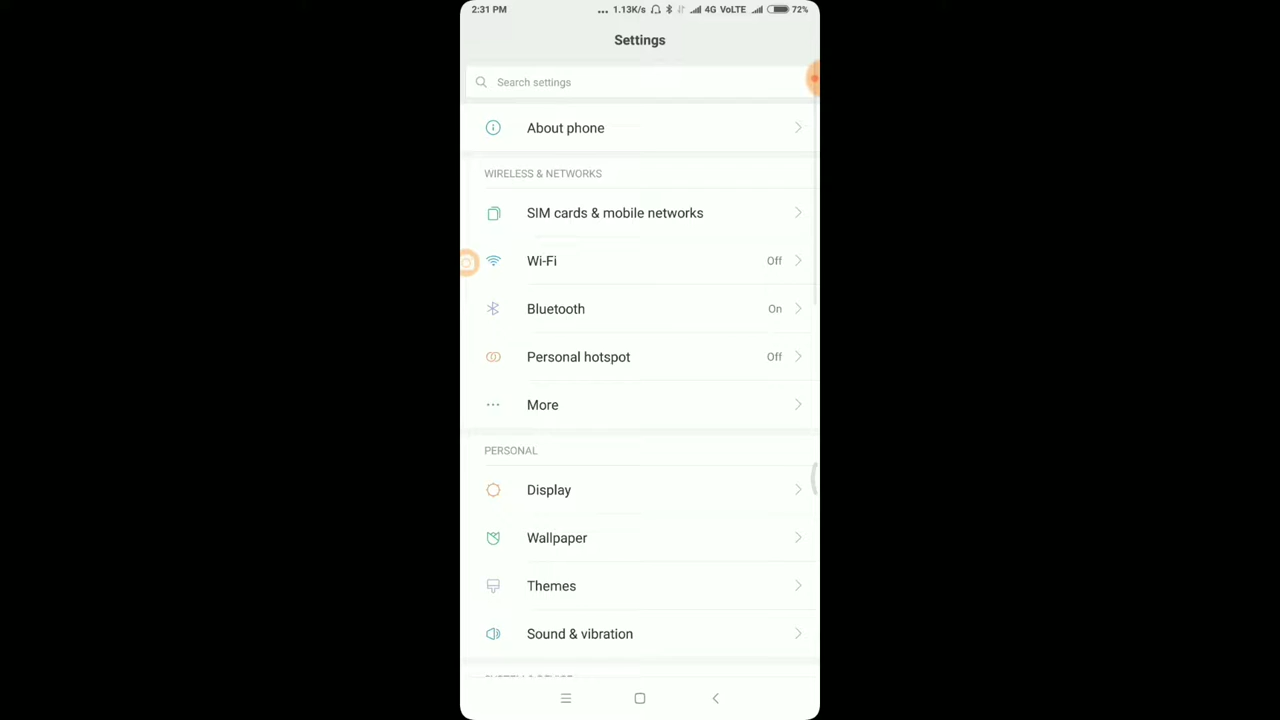 2:31 PM ... 1.13K/s 4G VoLTE 72%
Settings
Search settings
About phone
WIRELESS & NETWORKS
SIM cards & mobile networks
Wi-Fi Off
Bluetooth On
Personal hotspot Off
More
PERSONAL
Display
Wallpaper
Themes
Sound & vibration